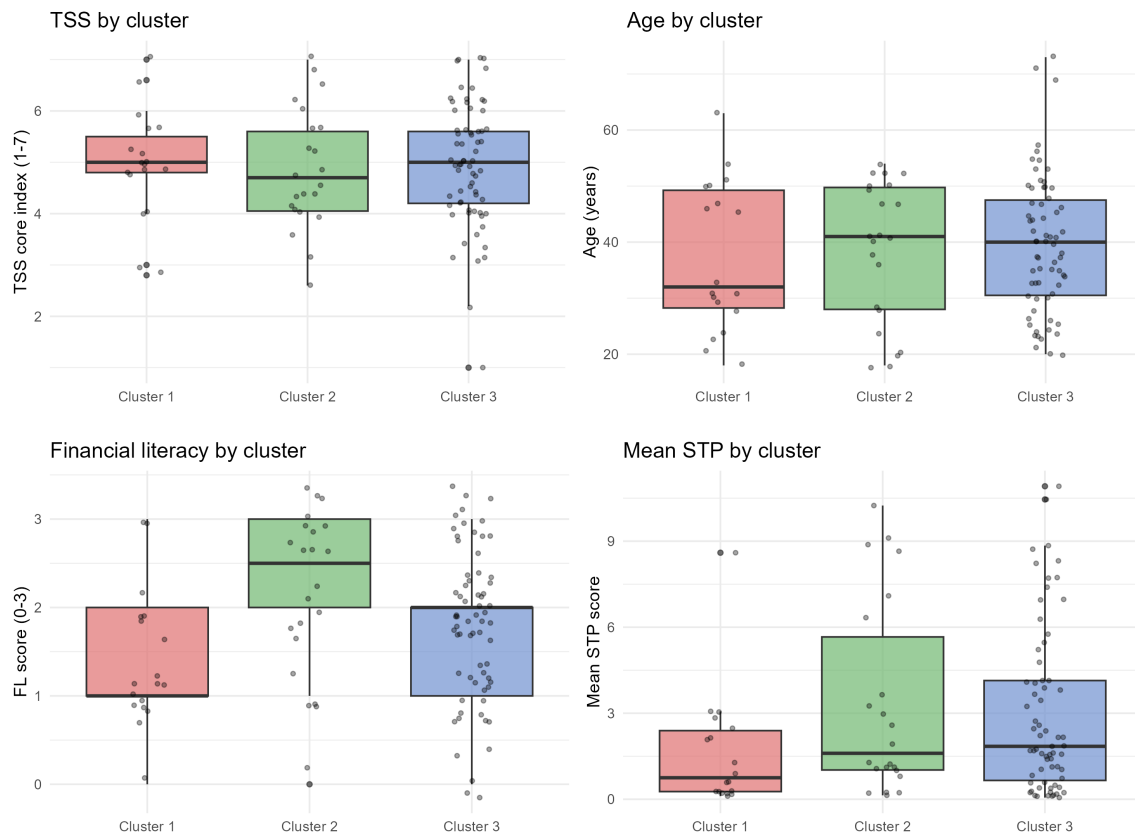 TSS by cluster
TSS score index (1-7)
6
4
2
Cluster 1 Cluster 2 Cluster 3
Age by cluster
Age (years)
60
40
20
Cluster 1 Cluster 2 Cluster 3
Financial literacy by cluster
FL score (0-3)
3
2
1
0
Cluster 1 Cluster 2 Cluster 3
Mean STP by cluster
Mean STP score
9
6
3
0
Cluster 1 Cluster 2 Cluster 3